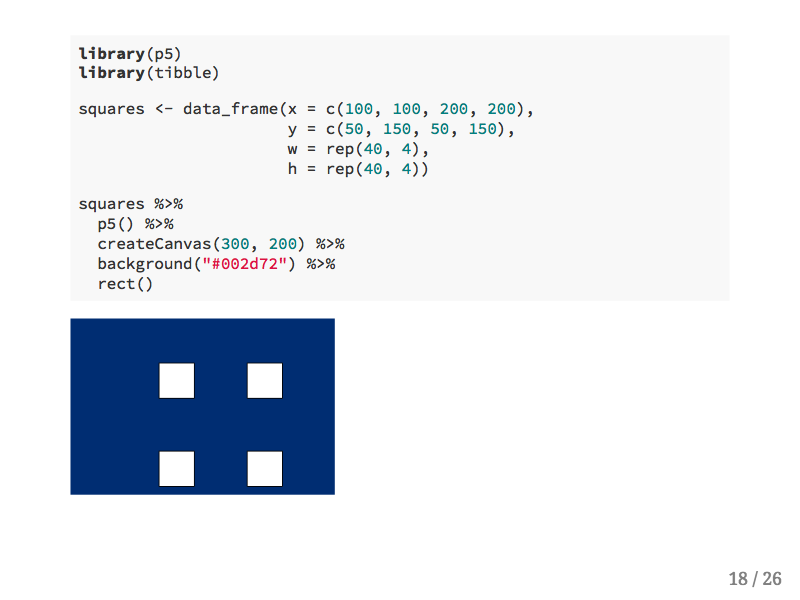 library(p5)
library(tibble)
squares <- data_frame(x = c(100, 100, 200, 200),
y = c(50, 150, 50, 150),
w = rep(40, 4),
h = rep(40, 4))
squares %>%
p5() %>%
createCanvas(300, 200) %>%
background("#002d72") %>%
rect()
18 / 26